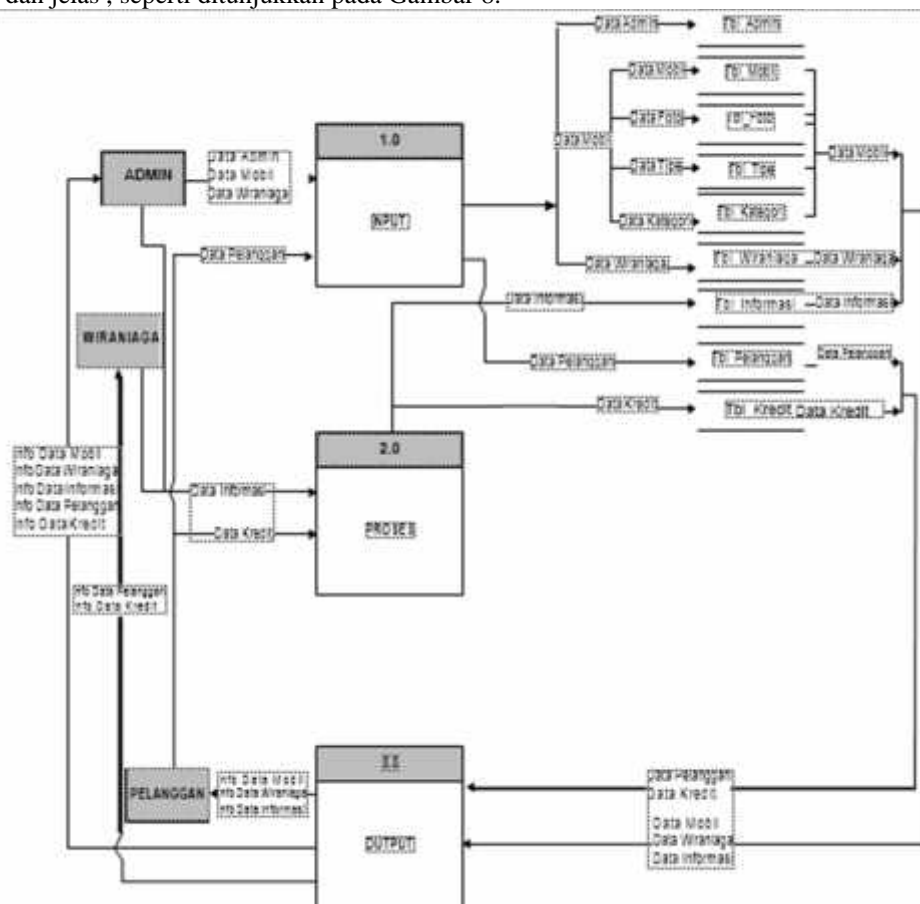 dan jelas , seperti ditunjukkan pada Gambar 8.
Data Admin
Tbl_Admin
Data Mobil
Tbl_Mobil
Data Foto
Tbl_Foto
Data Mobil
Data Tipe
Tbl_Tipe
Data Mobil
Data Kategori
Tbl_Kategori
Data Wiraniaga
Tbl_Wiraniaga
Data Wiraniaga
Data Informasi
Tbl_Informasi
Data Informasi
Data Pelanggan
Tbl_Pelanggan
Data Pelanggan
Data Kredit
Tbl_Kredit
Data Kredit
ADMIN
Data Admin
Data Mobil
Data Wiraniaga
1.0
INPUT
Data Pelanggan
WIRANIAGA
2.0
PROSES
Data Informasi
Data Kredit
Info Data Mobil
Info Data Wiraniaga
Info Data Informasi
Info Data Pelanggan
Info Data Kredit
Info Data Pelanggan
Info Data Kredit
PELANGGAN
Info Data Mobil
Info Data Wiraniaga
Info Data Informasi
OUTPUT
Data Pelanggan
Data Kredit
Data Mobil
Data Wiraniaga
Data Informasi